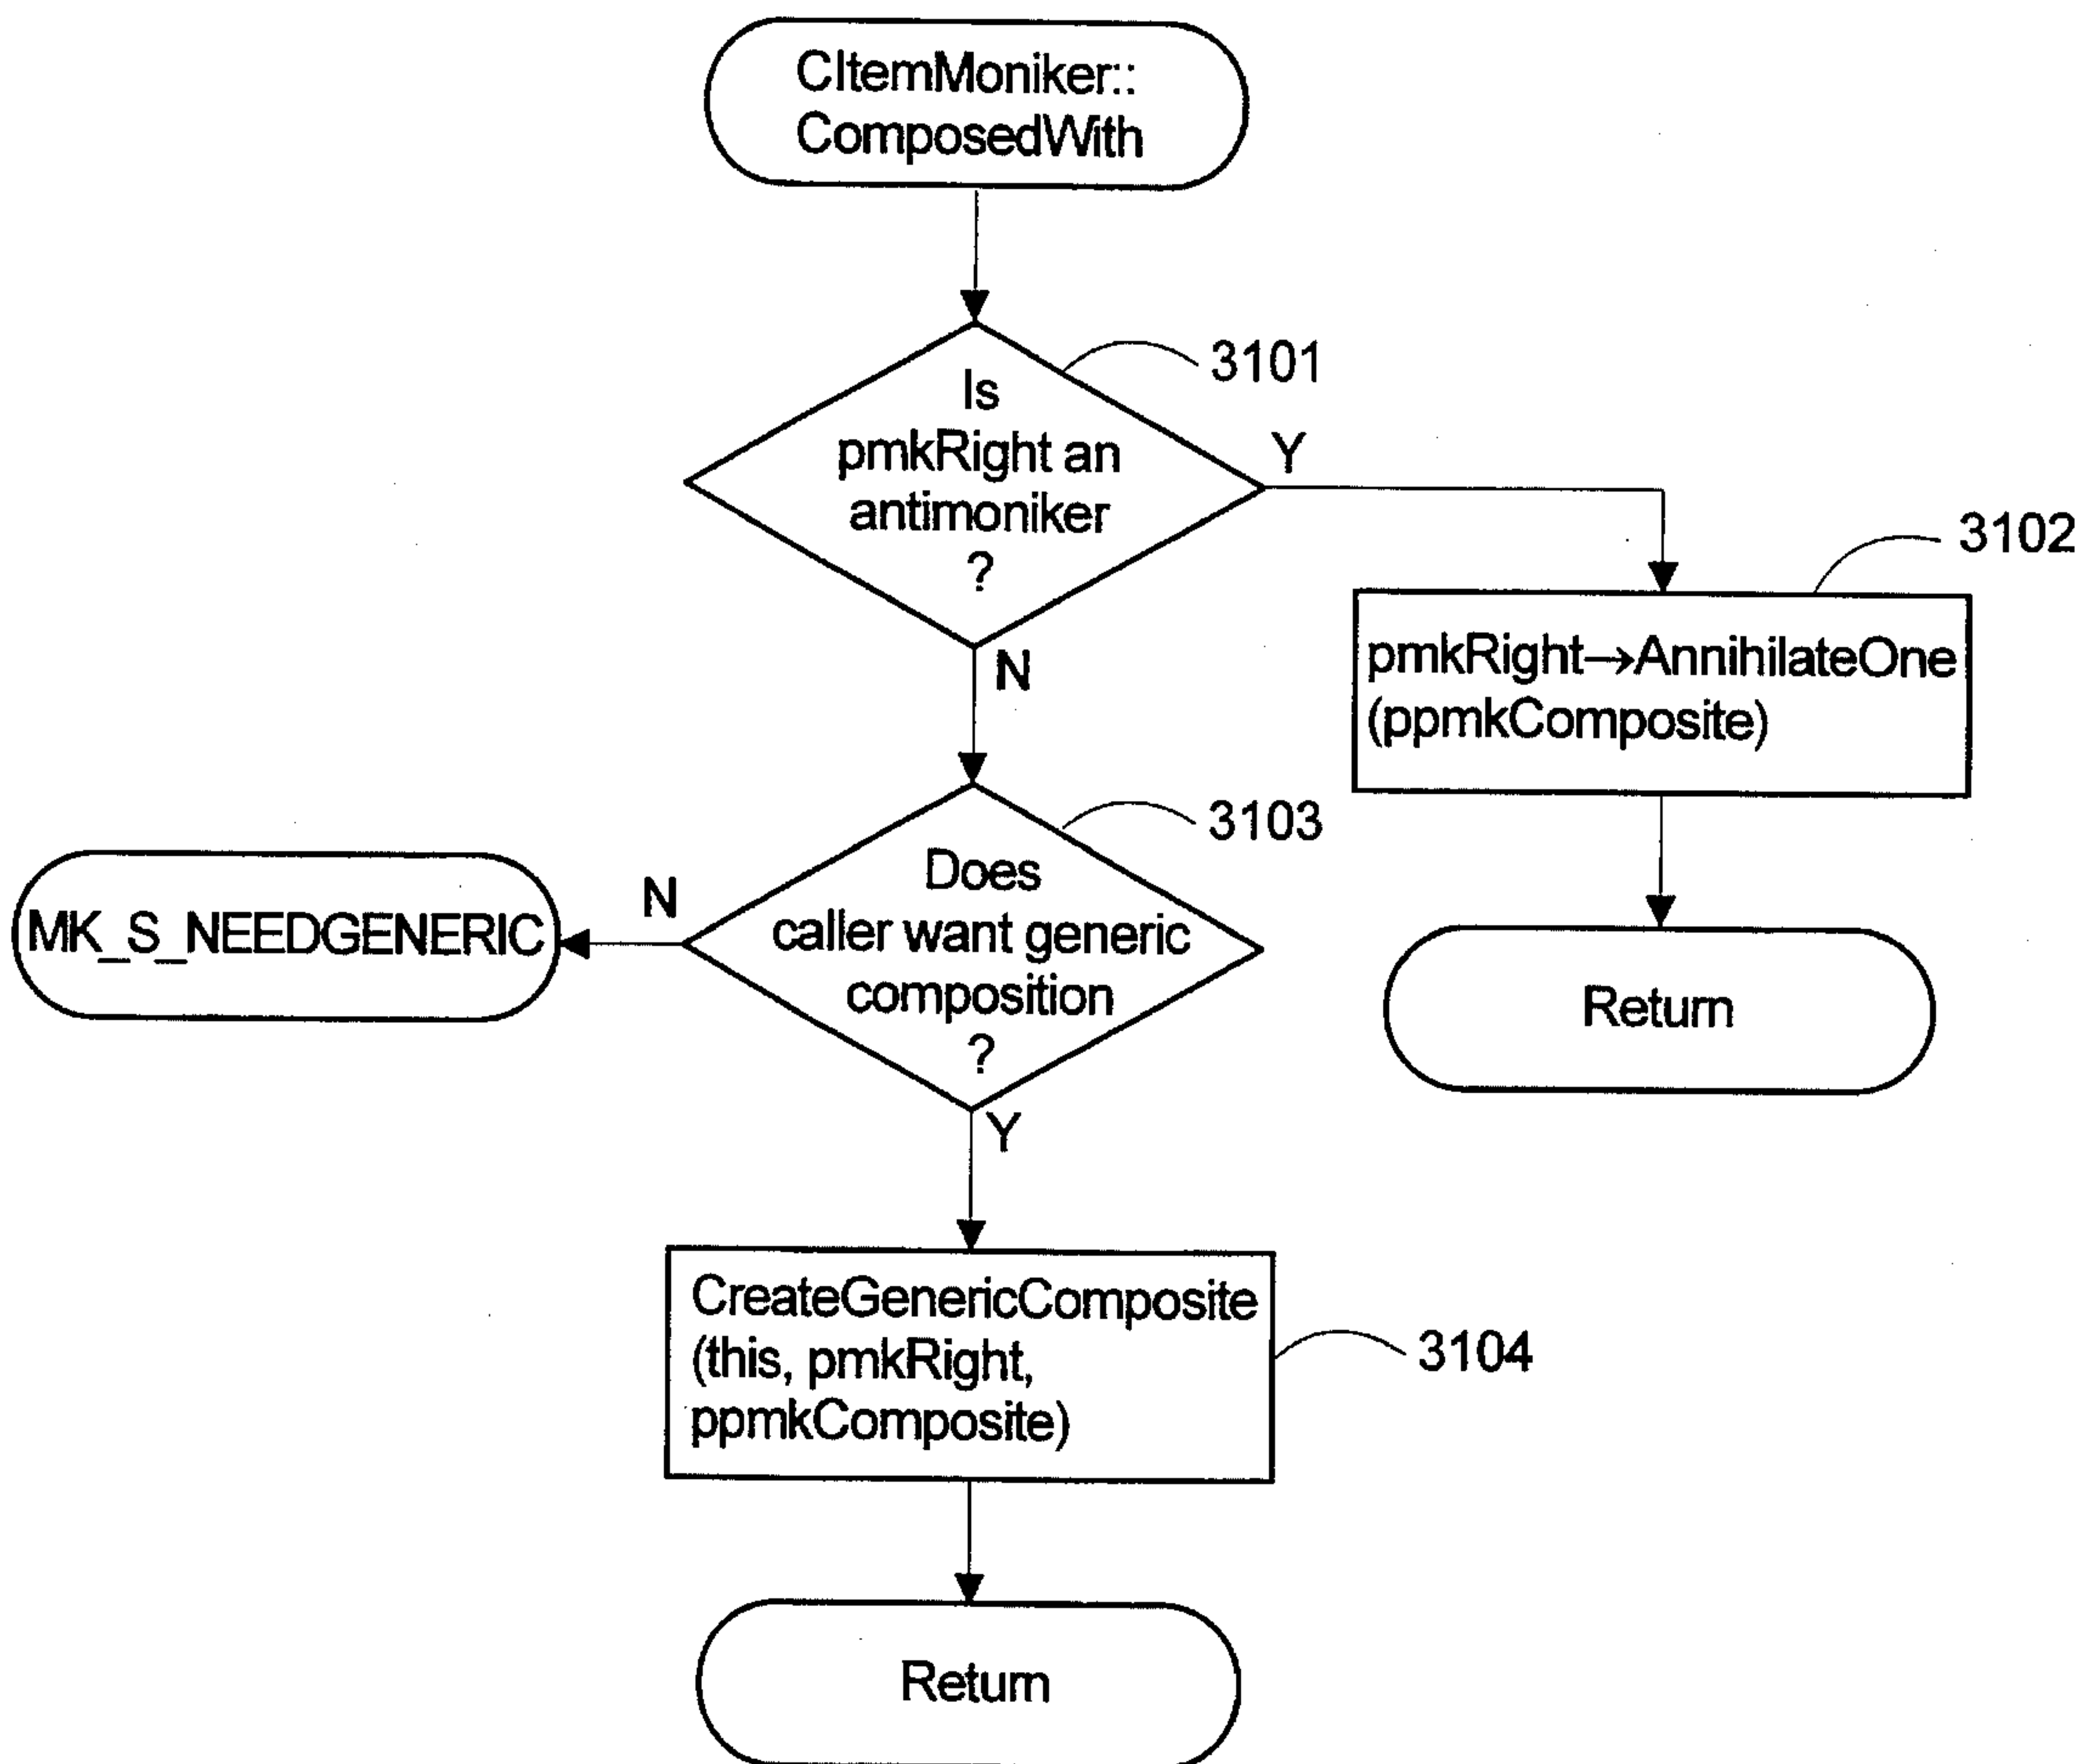 CItemMoniker::
ComposedWith
3101
Is
pmkRight an
antimoniker
?
Y
N
3102
pmkRight→AnnihilateOne
(ppmkComposite)
Return
3103
Does
caller want generic
composition
?
N
MK_S_NEEDGENERIC
Y
CreateGenericComposite
(this, pmkRight,
ppmkComposite)
3104
Return